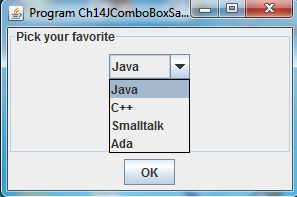 Program Ch14JComboBoxSa...
Pick your favorite
Java
Java
C++
Smalltalk
Ada
OK